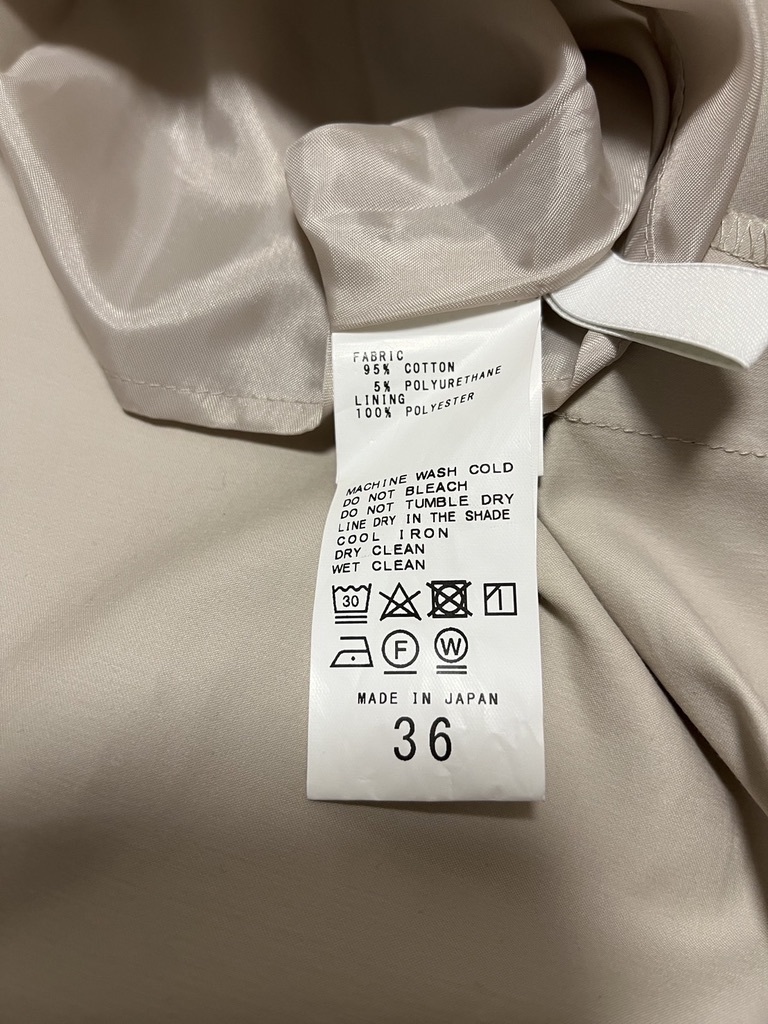 FABRIC
95% COTTON
5% POLYURETHANE
LINING
100% POLYESTER
MACHINE WASH COLD
DO NOT BLEACH
DO NOT TUMBLE DRY
LINE DRY IN THE SHADE
COOL IRON
DRY CLEAN
WET CLEAN
30
F W
MADE IN JAPAN
36